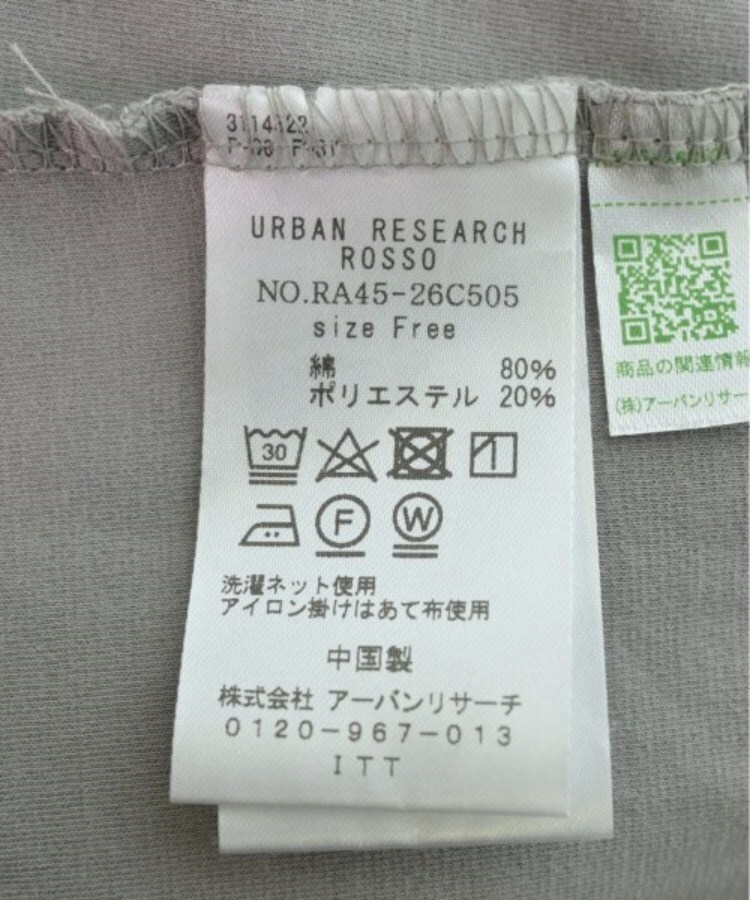 URBAN RESEARCH
ROSSO
NO.RA45-26C505
size Free
綿 80%
ポリエステル 20%
30
F W
洗濯ネット使用
アイロン掛けはあて布使用
中国製
株式会社 アーバンリサーチ
0120-967-013
ITT
商品の関連情報
(株)アーバンリサー